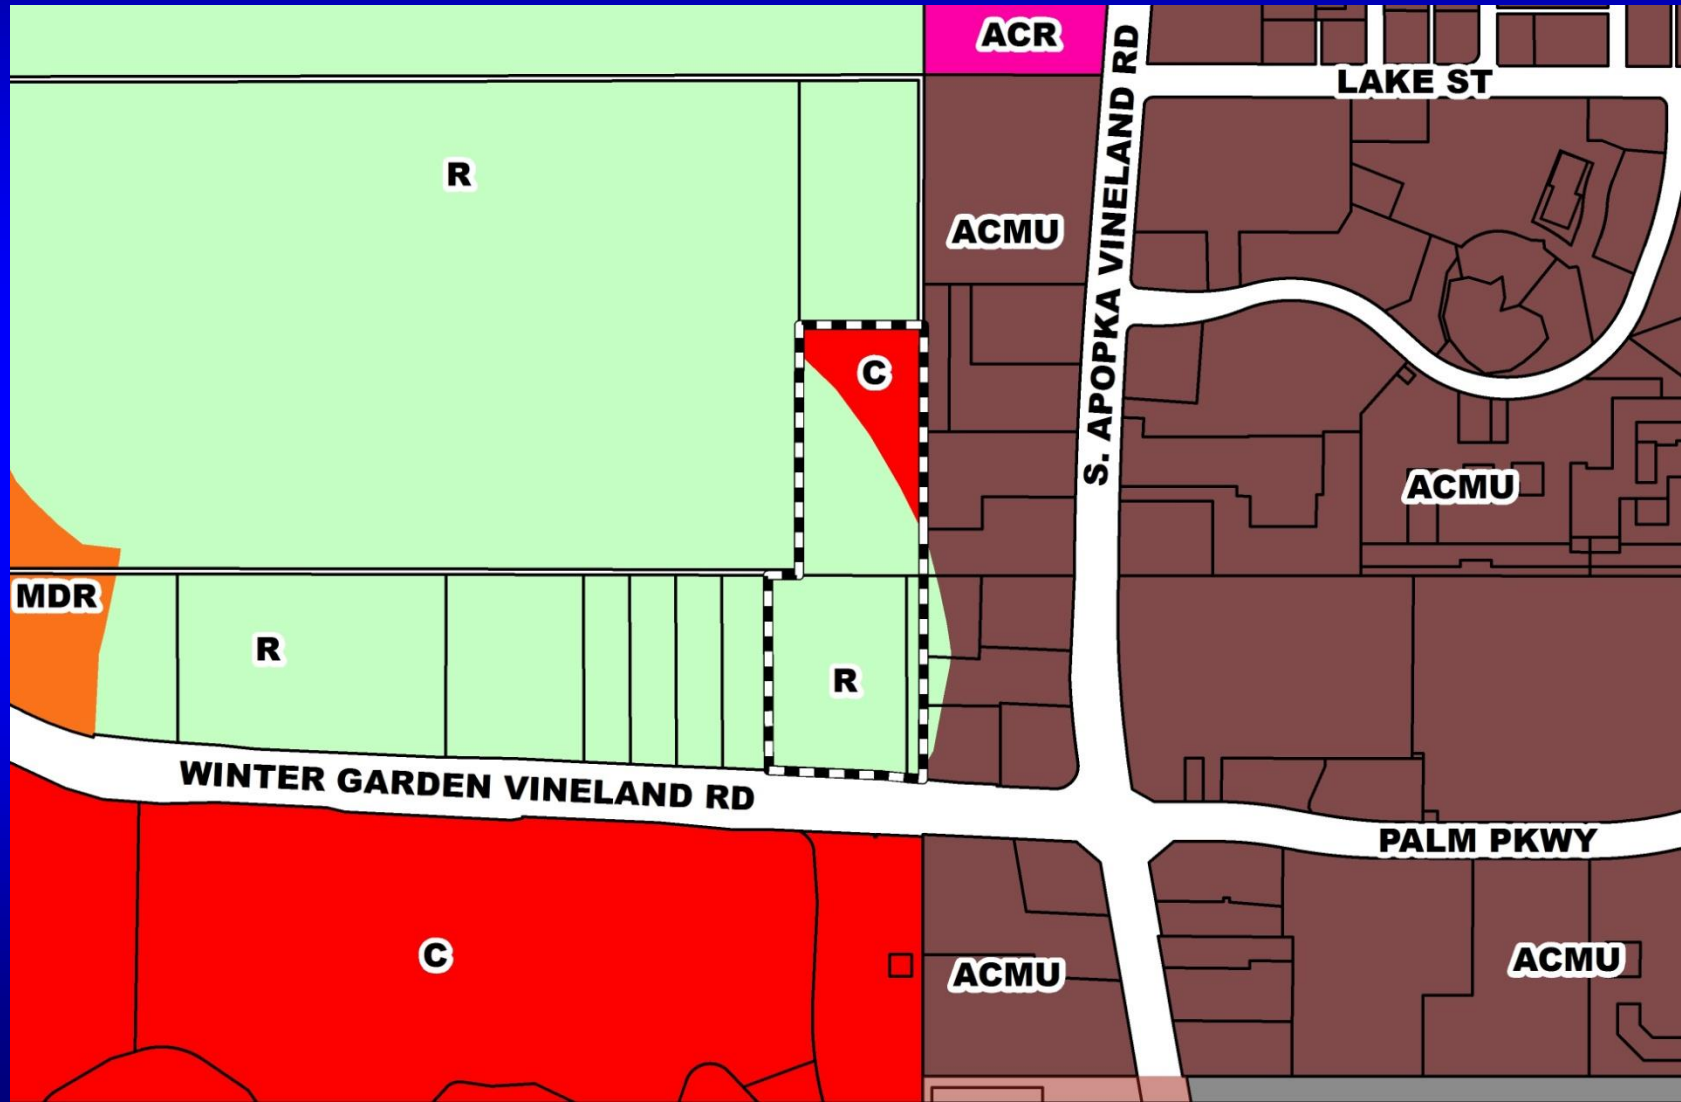 ACR
LAKE ST
R
ACMU
S. APOPKA VINELAND RD
C
ACMU
MDR
R
R
WINTER GARDEN VINELAND RD
PALM PKWY
C
ACMU
ACMU